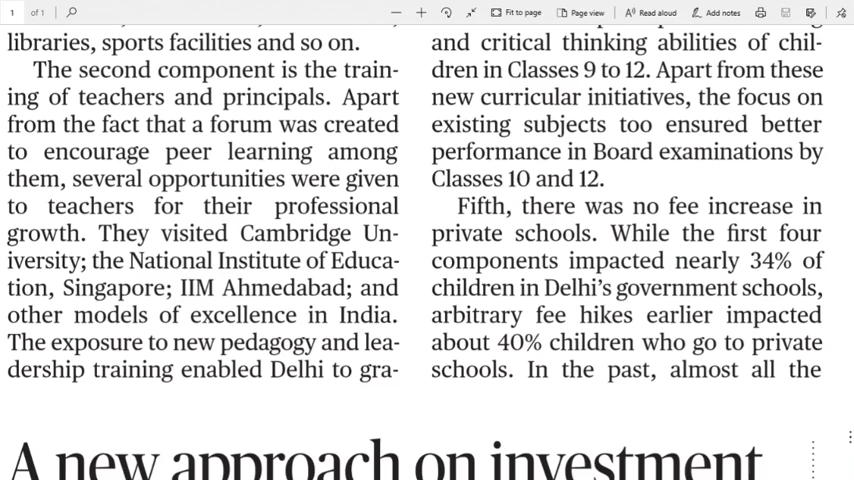 1 of 1 Fit to page Page view Read aloud Add notes
libraries, sports facilities and so on.
The second component is the train-
ing of teachers and principals. Apart
from the fact that a forum was created
to encourage peer learning among
them, several opportunities were given
to teachers for their professional
growth. They visited Cambridge Un-
iversity; the National Institute of Educa-
tion, Singapore; IIM Ahmedabad; and
other models of excellence in India.
The exposure to new pedagogy and lea-
dership training enabled Delhi to gra-
and critical thinking abilities of chil-
dren in Classes 9 to 12. Apart from these
new curricular initiatives, the focus on
existing subjects too ensured better
performance in Board examinations by
Classes 10 and 12.
Fifth, there was no fee increase in
private schools. While the first four
components impacted nearly 34% of
children in Delhi’s government schools,
arbitrary fee hikes earlier impacted
about 40% children who go to private
schools. In the past, almost all the
A new approach on investment